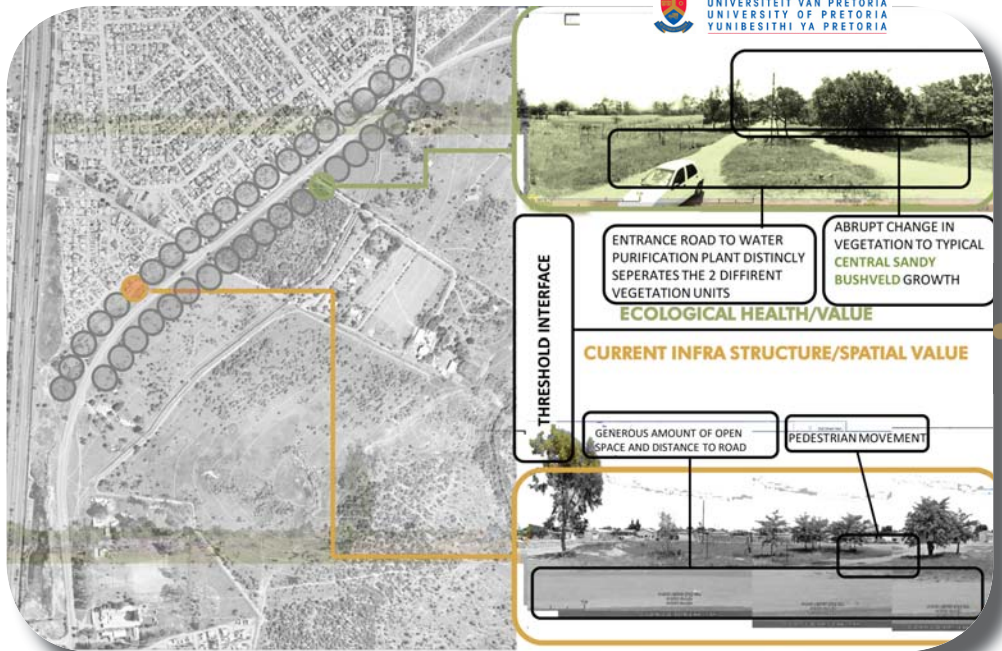 UNIVERSITEIT VAN PRETORIA
UNIVERSITY OF PRETORIA
YUNIBESITHI YA PRETORIA
ENTRANCE ROAD TO WATER
PURIFICATION PLANT DISTINCLY
SEPERATES THE 2 DIFFIRENT
VEGETATION UNITS
ABRUPT CHANGE IN
VEGETATION TO TYPICAL
CENTRAL SANDY
BUSHVELD GROWTH
THRESHOLD INTERFACE
ECOLOGICAL HEALTH/VALUE
CURRENT INFRA STRUCTURE/SPATIAL VALUE
GENEROUS AMOUNT OF OPEN
SPACE AND DISTANCE TO ROAD
PEDESTRIAN MOVEMENT